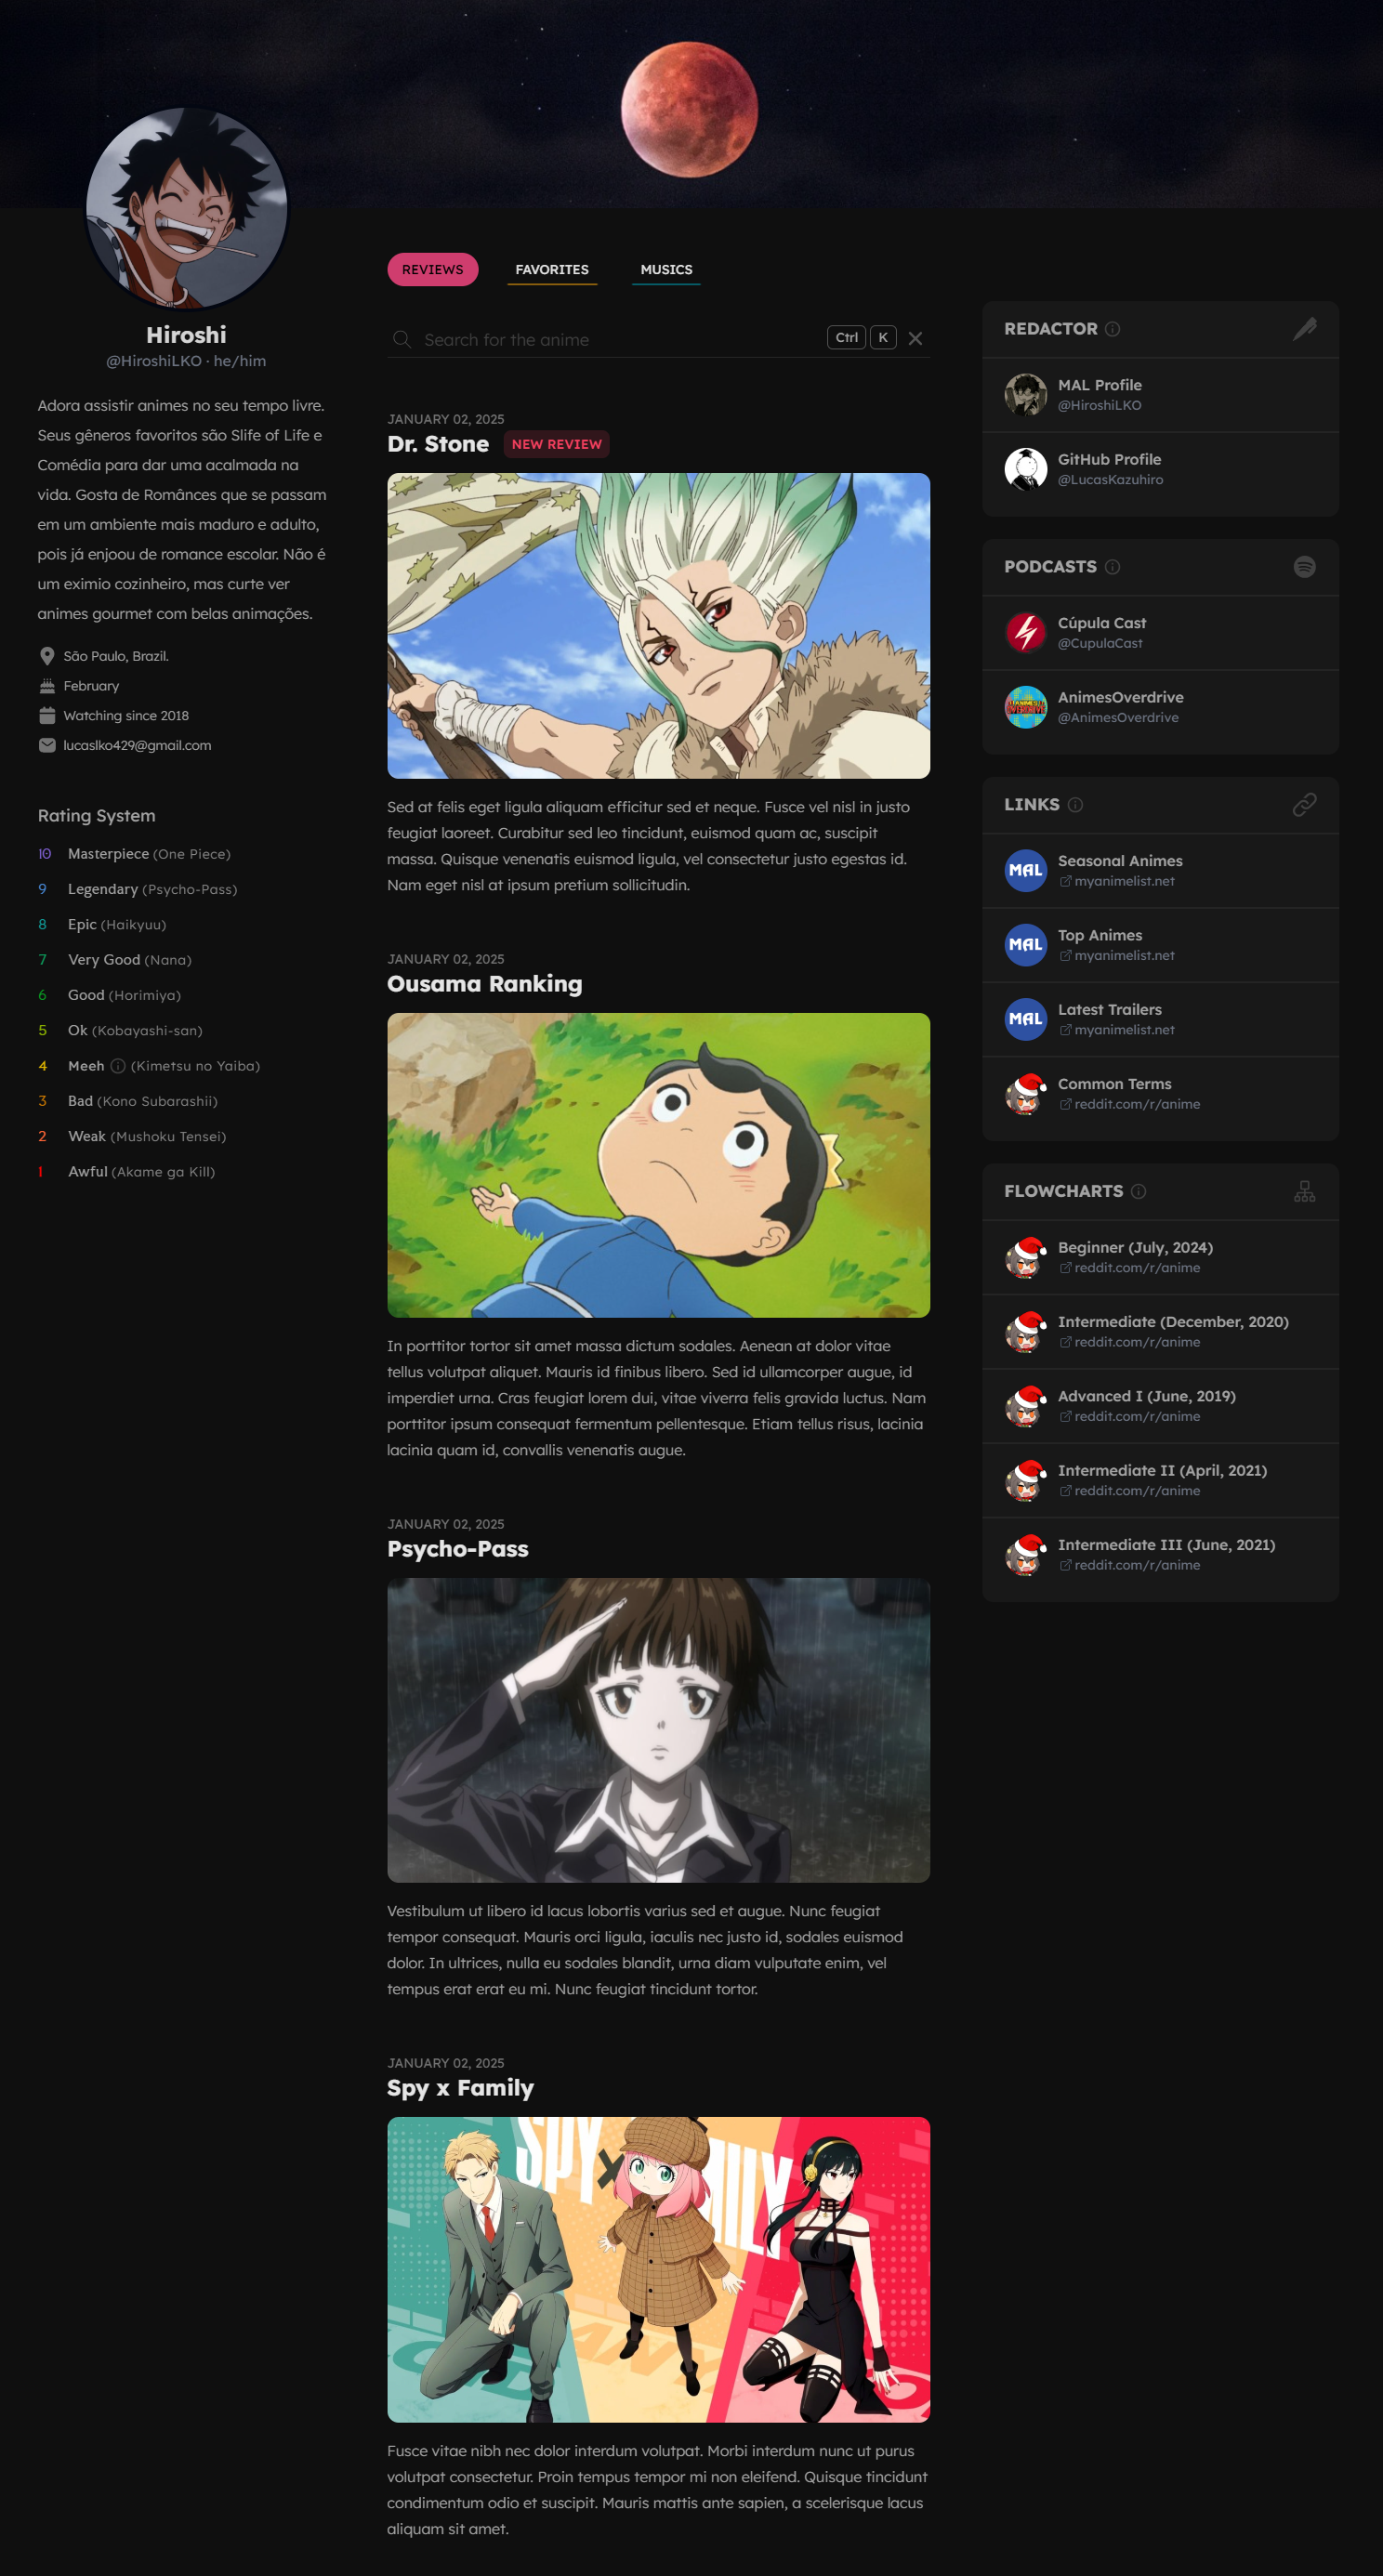 Hiroshi
@HiroshiLKO · he/him
Adora assistir animes no seu tempo livre.
Seus gêneros favoritos são Slife of Life e
Comédia para dar uma acalmada na
vida. Gosta de Românces que se passam
em um ambiente mais maduro e adulto,
pois já enjoou de romance escolar. Não é
um eximio cozinheiro, mas curte ver
animes gourmet com belas animações.
São Paulo, Brazil.
February
Watching since 2018
lucaslko429@gmail.com
Rating System
10 Masterpiece (One Piece)
9 Legendary (Psycho-Pass)
8 Epic (Haikyuu)
7 Very Good (Nana)
6 Good (Horimiya)
5 Ok (Kobayashi-san)
4 Meeh (Kimetsu no Yaiba)
3 Bad (Kono Subarashii)
2 Weak (Mushoku Tensei)
1 Awful (Akame ga Kill)
REVIEWS FAVORITES MUSICS
Search for the anime Ctrl K
JANUARY 02, 2025
Dr. Stone NEW REVIEW
Sed at felis eget ligula aliquam efficitur sed et neque. Fusce vel nisl in justo
feugiat laoreet. Curabitur sed leo tincidunt, euismod quam ac, suscipit
massa. Quisque venenatis euismod ligula, vel consectetur justo egestas id.
Nam eget nisl at ipsum pretium sollicitudin.
JANUARY 02, 2025
Ousama Ranking
In porttitor tortor sit amet massa dictum sodales. Aenean at dolor vitae
tellus volutpat aliquet. Mauris id finibus libero. Sed id ullamcorper augue, id
imperdiet urna. Cras feugiat lorem dui, vitae viverra felis gravida luctus. Nam
porttitor ipsum consequat fermentum pellentesque. Etiam tellus risus, lacinia
lacinia quam id, convallis venenatis augue.
JANUARY 02, 2025
Psycho-Pass
Vestibulum ut libero id lacus lobortis varius sed et augue. Nunc feugiat
tempor consequat. Mauris orci ligula, iaculis nec justo id, sodales euismod
dolor. In ultrices, nulla eu sodales blandit, urna diam vulputate enim, vel
tempus erat erat eu mi. Nunc feugiat tincidunt tortor.
JANUARY 02, 2025
Spy x Family
SPY X
Fusce vitae nibh nec dolor interdum volutpat. Morbi interdum nunc ut purus
volutpat consectetur. Proin tempus tempor mi non eleifend. Quisque tincidunt
condimentum odio et suscipit. Mauris mattis ante sapien, a scelerisque lacus
aliquam sit amet.
REDACTOR
MAL Profile
@HiroshiLKO
GitHub Profile
@LucasKazuhiro
PODCASTS
Cúpula Cast
@CupulaCast
AnimesOverdrive
@AnimesOverdrive
LINKS
MAL
Seasonal Animes
myanimelist.net
MAL
Top Animes
myanimelist.net
MAL
Latest Trailers
myanimelist.net
Common Terms
reddit.com/r/anime
FLOWCHARTS
Beginner (July, 2024)
reddit.com/r/anime
Intermediate (December, 2020)
reddit.com/r/anime
Advanced I (June, 2019)
reddit.com/r/anime
Intermediate II (April, 2021)
reddit.com/r/anime
Intermediate III (June, 2021)
reddit.com/r/anime